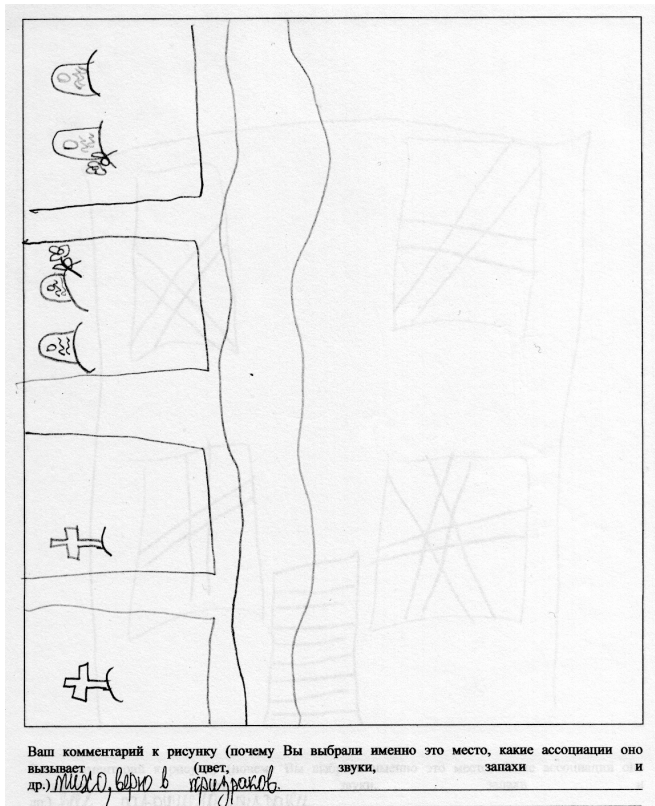 Ваш комментарий к рисунку (почему Вы выбрали именно это место, какие ассоциации оно
вызывает (цвет, звуки, запахи и
др.) тихо, верю в призраков.